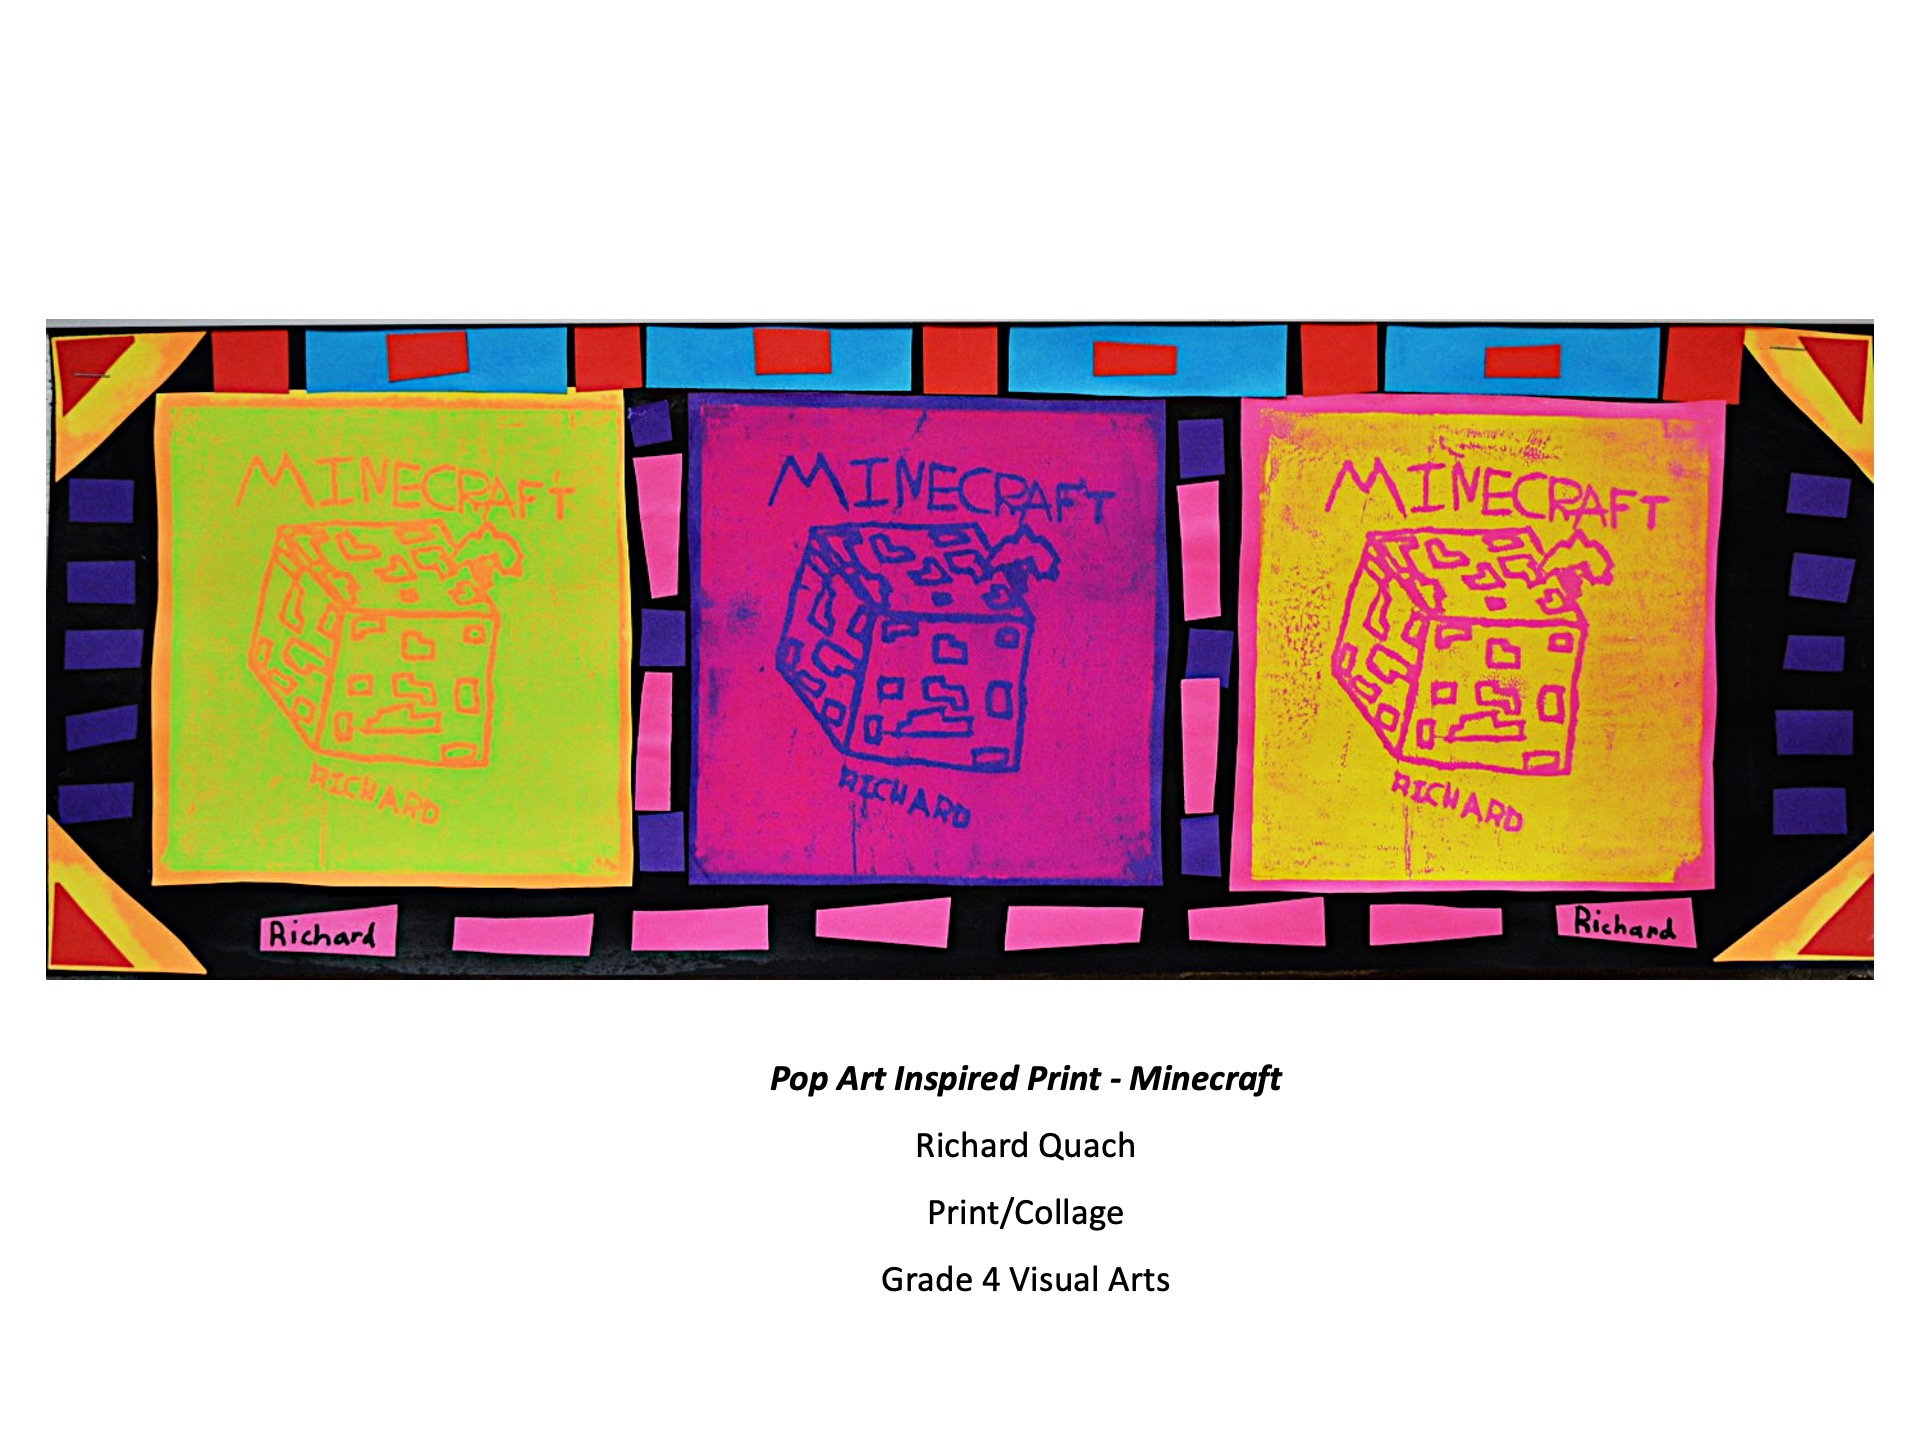 MINECRAFT MINECRAFT MINECRAFT
RICHARD RICHARD RICHARD
Richard Richard
Pop Art Inspired Print - Minecraft
Richard Quach
Print/Collage
Grade 4 Visual Arts